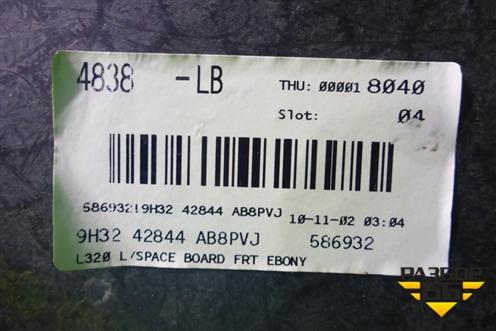 4838 -LB THU: 00001 8040
Slot: 04
586932!9H32 42844 AB8PVJ 10-11-02 03:04
9H32 42844 AB8PVJ 586932
L320 L/SPACE BOARD FRT EBONY
РАЗБОР